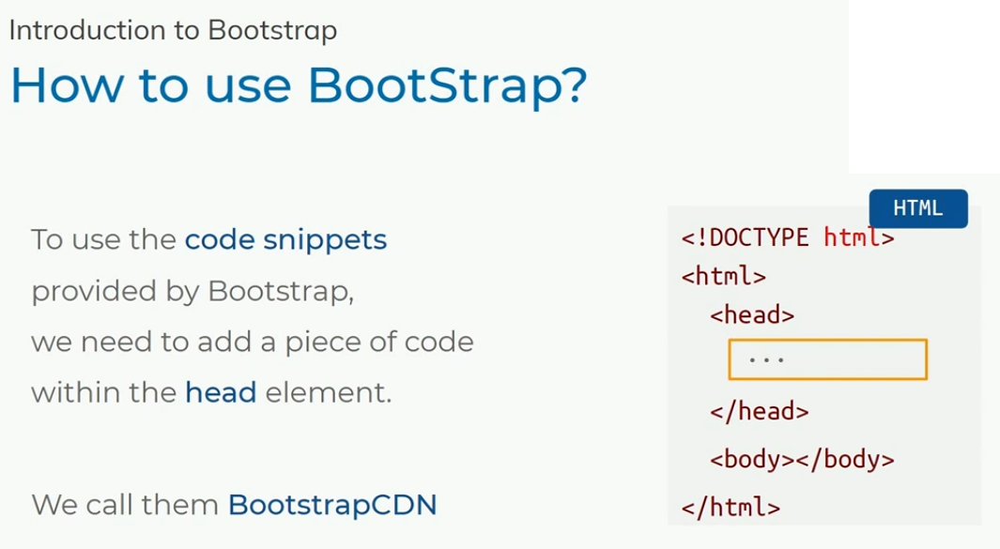 Introduction to Bootstrap
How to use BootStrap?
To use the code snippets
provided by Bootstrap,
we need to add a piece of code
within the head element.
We call them BootstrapCDN
HTML
<!DOCTYPE html>
<html>
<head>
...
</head>
<body></body>
</html>